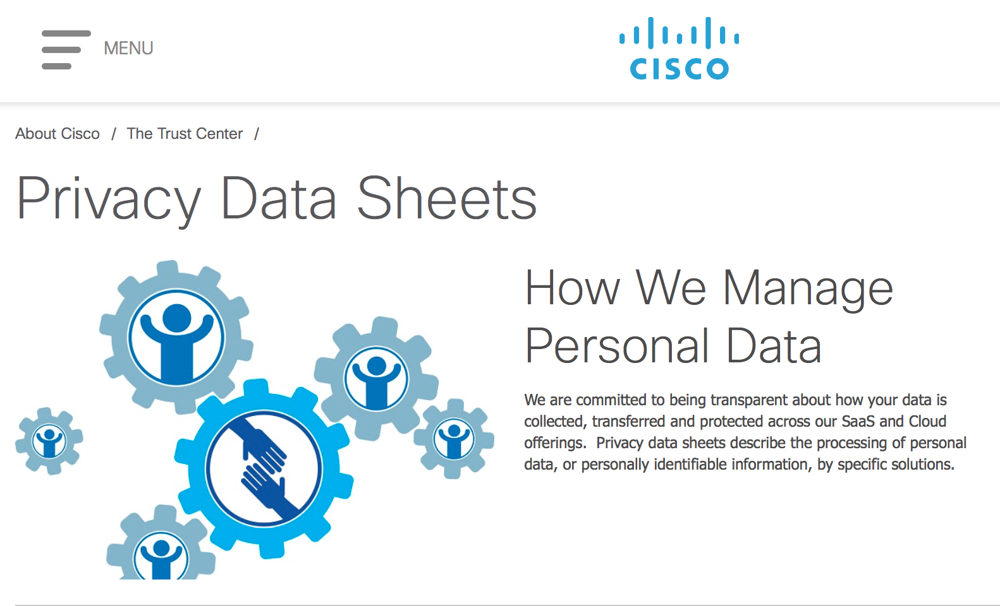 MENU
CISCO
About Cisco / The Trust Center /
Privacy Data Sheets
How We Manage
Personal Data
We are committed to being transparent about how your data is
collected, transferred and protected across our SaaS and Cloud
offerings.  Privacy data sheets describe the processing of personal
data, or personally identifiable information, by specific solutions.